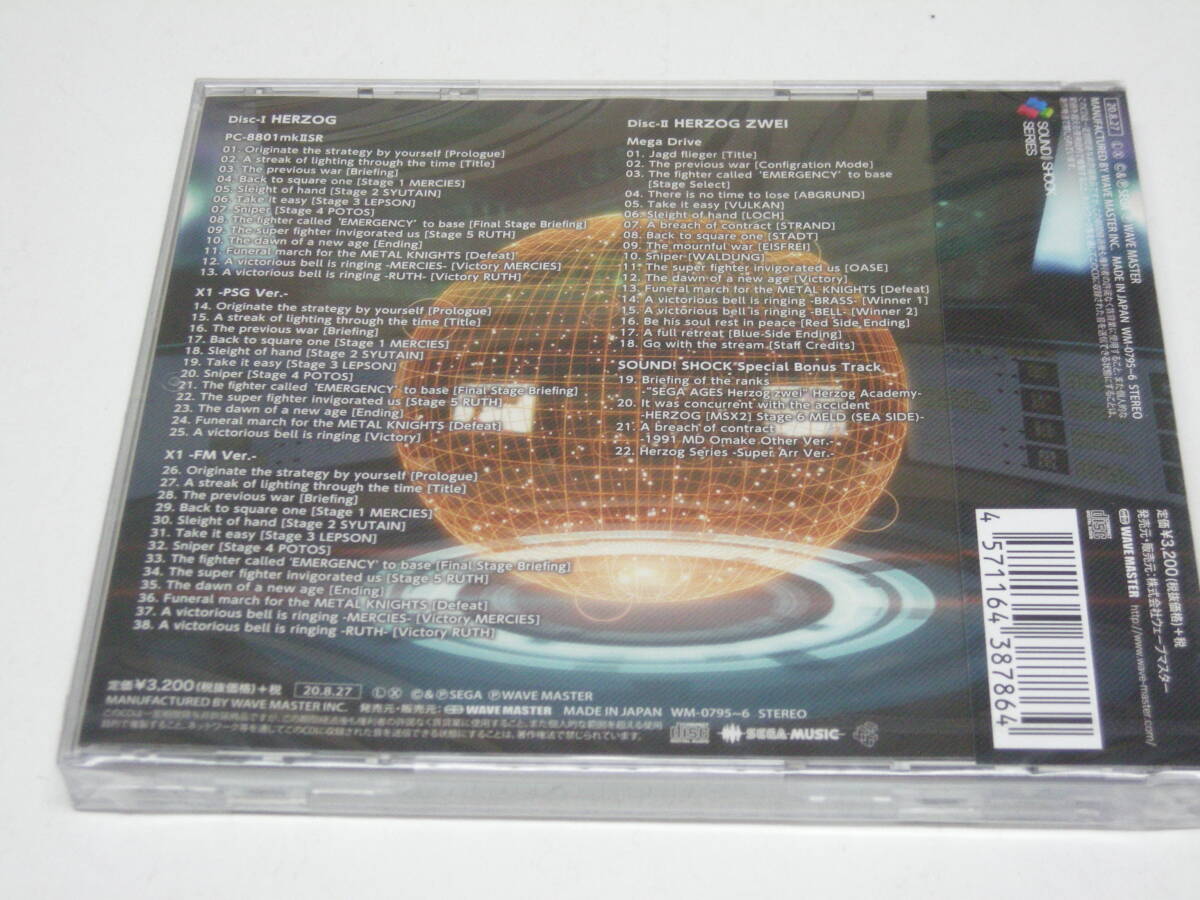 Disc-I HERZOG
PC-8801mkIISR
01. Originate the strategy by yourself [Prologue]
02. A streak of lighting through the time [Title]
03. The previous war [Briefing]
04. Back to square one [Stage 1 MERCIES]
05. Sleight of hand [Stage 2 SYUTAIN]
06. Take it easy [Stage 3 LEPSON]
07. Sniper [Stage 4 POTOS]
08. The fighter called 'EMERGENCY' to base [Final Stage Briefing]
09. The super fighter invigorated us [Stage 5 RUTH]
10. The dawn of a new age [Ending]
11. Funeral march for the METAL KNIGHTS [Defeat]
12. A victorious bell is ringing -MERCIES- [Victory MERCIES]
13. A victorious bell is ringing -RUTH- [Victory RUTH]
X1 -PSG Ver.-
14. Originate the strategy by yourself [Prologue]
15. A streak of lighting through the time [Title]
16. The previous war [Briefing]
17. Back to square one [Stage 1 MERCIES]
18. Sleight of hand [Stage 2 SYUTAIN]
19. Take it easy [Stage 3 LEPSON]
20. Sniper [Stage 4 POTOS]
21. The fighter called 'EMERGENCY' to base [Final Stage Briefing]
22. The super fighter invigorated us [Stage 5 RUTH]
23. The dawn of a new age [Ending]
24. Funeral march for the METAL KNIGHTS [Defeat]
25. A victorious bell is ringing [Victory]
X1 -FM Ver.-
26. Originate the strategy by yourself [Prologue]
27. A streak of lighting through the time [Title]
28. The previous war [Briefing]
29. Back to square one [Stage 1 MERCIES]
30. Sleight of hand [Stage 2 SYUTAIN]
31. Take it easy [Stage 3 LEPSON]
32. Sniper [Stage 4 POTOS]
33. The fighter called 'EMERGENCY' to base [Final Stage Briefing]
34. The super fighter invigorated us [Stage 5 RUTH]
35. The dawn of a new age [Ending]
36. Funeral march for the METAL KNIGHTS [Defeat]
37. A victorious bell is ringing -MERCIES- [Victory MERCIES]
38. A victorious bell is ringing -RUTH- [Victory RUTH]
Disc-II HERZOG ZWEI
Mega Drive
01. Jagd flieger [Title]
02. The previous war [Configration Mode]
03. The fighter called 'EMERGENCY' to base
[Stage Select]
04. There is no time to lose [ABGRUND]
05. Take it easy [VULKAN]
06. Sleight of hand [LOCH]
07. A breach of contract [STRAND]
08. Back to square one [STADT]
09. The mournful war [EISFREI]
10. Sniper [WALDUNG]
11. The super fighter invigorated us [OASE]
12. The dawn of a new age [Victory]
13. Funeral march for the METAL KNIGHTS [Defeat]
14. A victorious bell is ringing -BRASS- [Winner 1]
15. A victorious bell is ringing -BELL- [Winner 2]
16. Be his soul rest in peace [Red Side Ending]
17. A full retreat [Blue-Side Ending]
18. Go with the stream [Staff Credits]
SOUND! SHOCK Special Bonus Track
19. Briefing of the ranks
-"SEGA AGES Herzog zwei" Herzog Academy-
20. It was concurrent with the accident
-HERZOG [MSX2] Stage 6 MELD (SEA SIDE)-
21. A breach of contract
-1991 MD Omake Other Ver.-
22. Herzog Series -Super Arr Ver.-
定価¥3,200(税抜価格)+税 20.8.27 Ⓛ Ⓧ ©&Ⓟ SEGA Ⓟ WAVE MASTER
MANUFACTURED BY WAVE MASTER INC. 発売元・販売元: WAVE MASTER MADE IN JAPAN WM-0795~6 STEREO
SEGA MUSIC
SOUND! SHOCK
SERIES
20.8.27 Ⓛ Ⓧ ©&Ⓟ SEGA Ⓟ WAVE MASTER
MANUFACTURED BY WAVE MASTER INC. MADE IN JAPAN WM-0795~6 STEREO
4 571164 387864
定価¥3,200(税抜価格)+税
発売元・販売元:株式会社ウェーブマスター
WAVE MASTER http://www.wave-master.com/